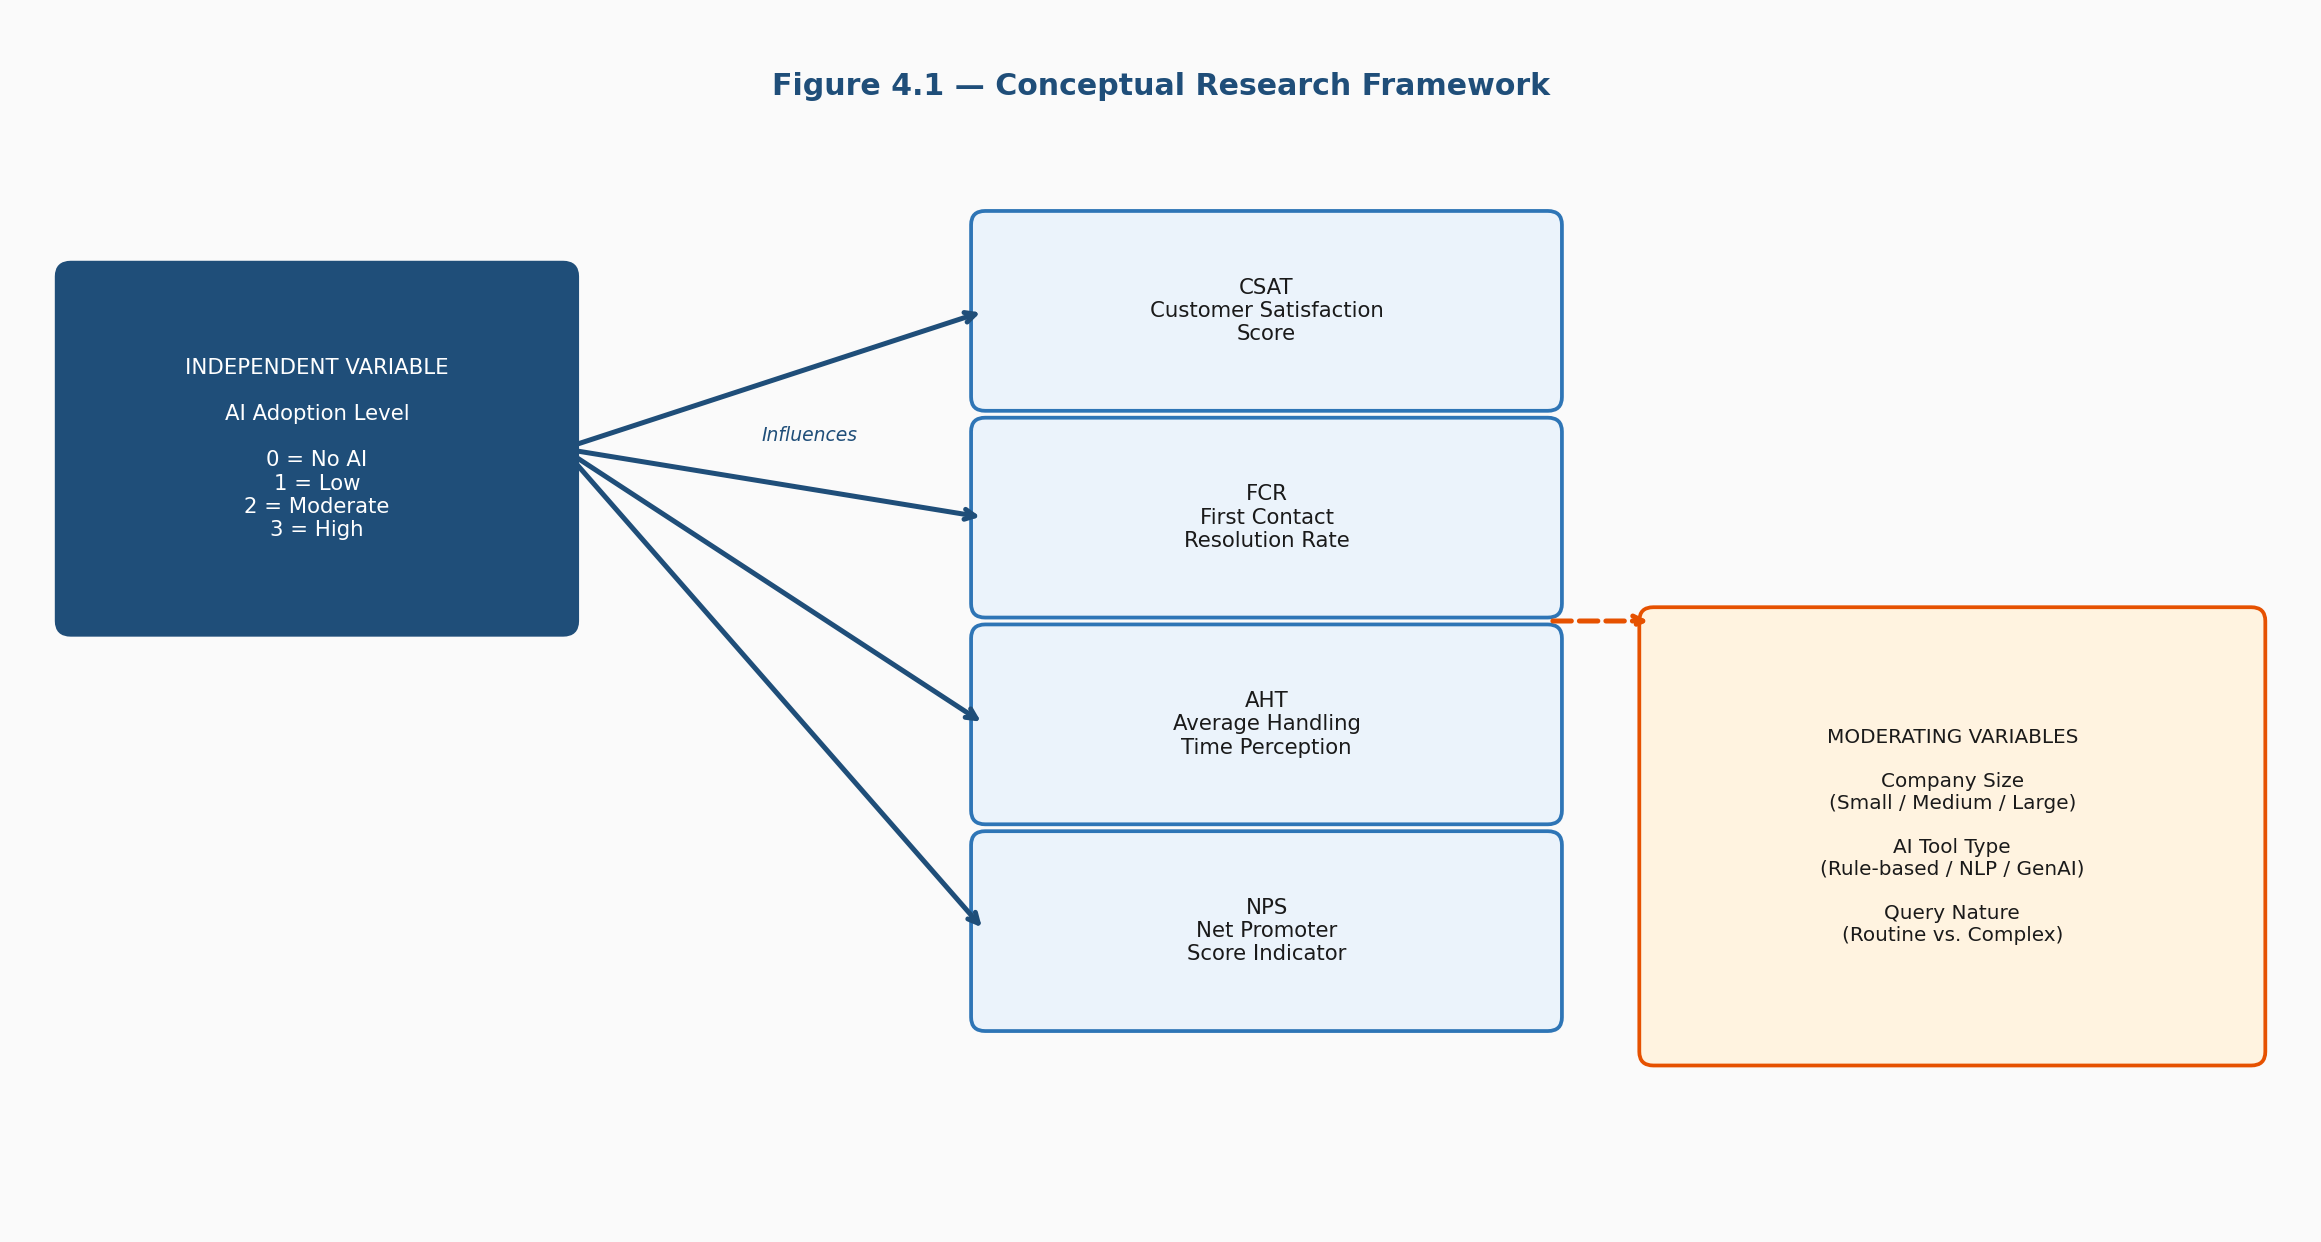 Figure 4.1 — Conceptual Research Framework
INDEPENDENT VARIABLE
AI Adoption Level
0 = No AI
1 = Low
2 = Moderate
3 = High
Influences
CSAT
Customer Satisfaction
Score
FCR
First Contact
Resolution Rate
AHT
Average Handling
Time Perception
NPS
Net Promoter
Score Indicator
MODERATING VARIABLES
Company Size
(Small / Medium / Large)
AI Tool Type
(Rule-based / NLP / GenAI)
Query Nature
(Routine vs. Complex)